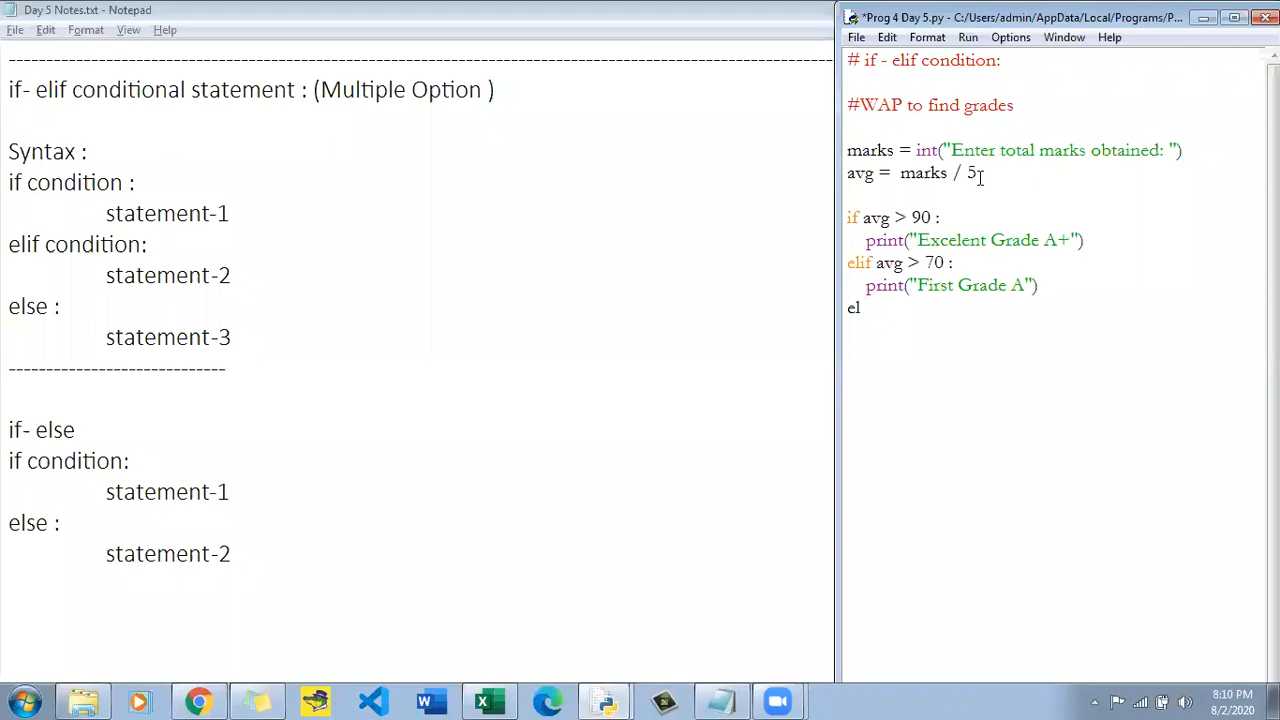 Day 5 Notes.txt - Notepad
File Edit Format View Help
--------------------------------------------------------------------------------------------------------------
if- elif conditional statement : (Multiple Option )
Syntax :
if condition :
statement-1
elif condition:
statement-2
else :
statement-3
-----------------------------
if- else
if condition:
statement-1
else :
statement-2
*Prog 4 Day 5.py - C:/Users/admin/AppData/Local/Programs/P...
File Edit Format Run Options Window Help
# if - elif condition:
#WAP to find grades
marks = int("Enter total marks obtained: ")
avg =  marks / 5
if avg > 90 :
print("Excelent Grade A+")
elif avg > 70 :
print("First Grade A")
el
8:10 PM
8/2/2020